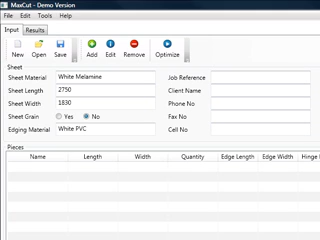 MaxCut - Demo Version
File Edit Tools Help
Input Results
New Open Save Add Edit Remove Optimize
Sheet
Sheet Material White Melamine Job Reference
Sheet Length 2750 Client Name
Sheet Width 1830 Phone No
Sheet Grain Yes No Fax No
Edging Material White PVC Cell No
Pieces
Name Length Width Quantity Edge Length Edge Width Hinge